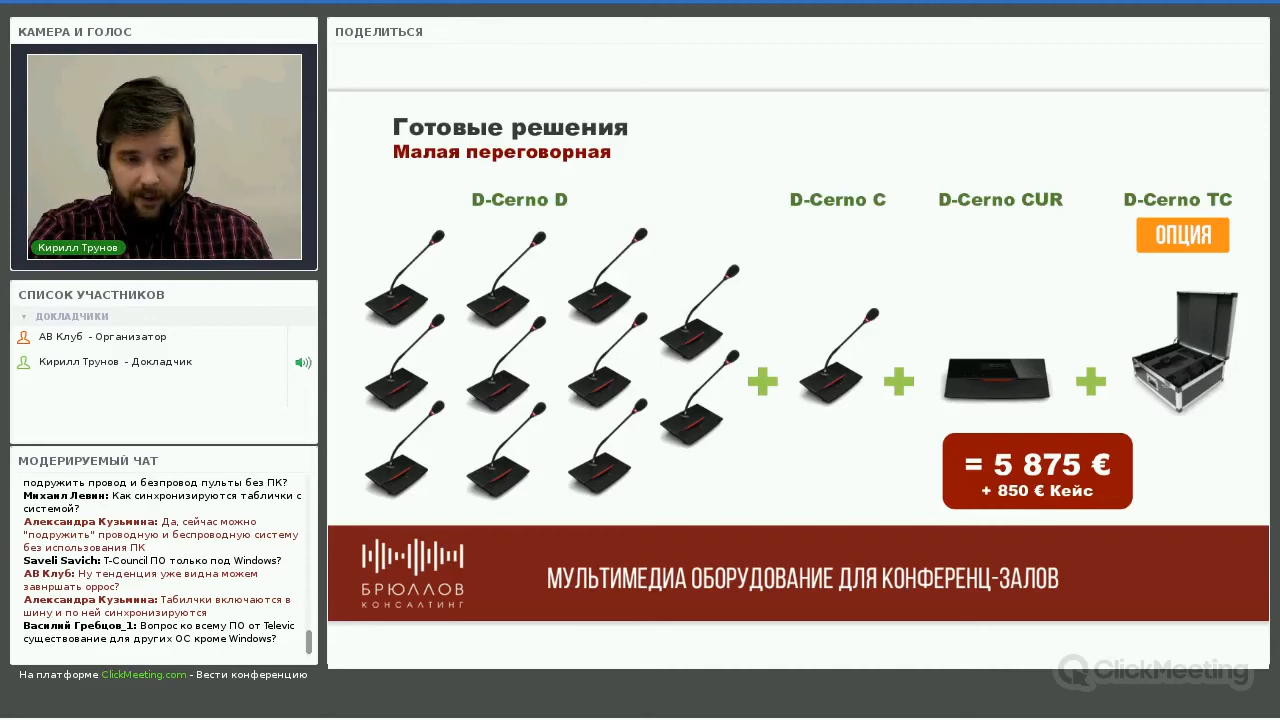 КАМЕРА И ГОЛОС
Кирилл Трунов
СПИСОК УЧАСТНИКОВ
ДОКЛАДЧИКИ
АВ Клуб - Организатор
Кирилл Трунов - Докладчик
МОДЕРИРУЕМЫЙ ЧАТ
подружить провод и безпровод пульты без ПК?
Михаил Левин: Как синхронизируются таблички с
системой?
Александра Кузьмина: Да, сейчас можно
"подружить" проводную и беспроводную систему
без использования ПК
Saveli Savich: T-Council ПО только под Windows?
АВ Клуб: Ну тенденция уже видна можем
завнршать оррос?
Александра Кузьмина: Табилчки включаются в
шину и по ней синхронизируются
Василий Гребцов_1: Вопрос ко всему ПО от Televic
существование для других ОС кроме Windows?
На платформе ClickMeeting.com - Вести конференцию
ПОДЕЛИТЬСЯ
Готовые решения
Малая переговорная
D-Cerno D
D-Cerno C
D-Cerno CUR
D-Cerno TC
ОПЦИЯ
= 5 875 €
+ 850 € Кейс
БРЮЛЛОВ
КОНСАЛТИНГ
МУЛЬТИМЕДИА ОБОРУДОВАНИЕ ДЛЯ КОНФЕРЕНЦ-ЗАЛОВ
ClickMeeting